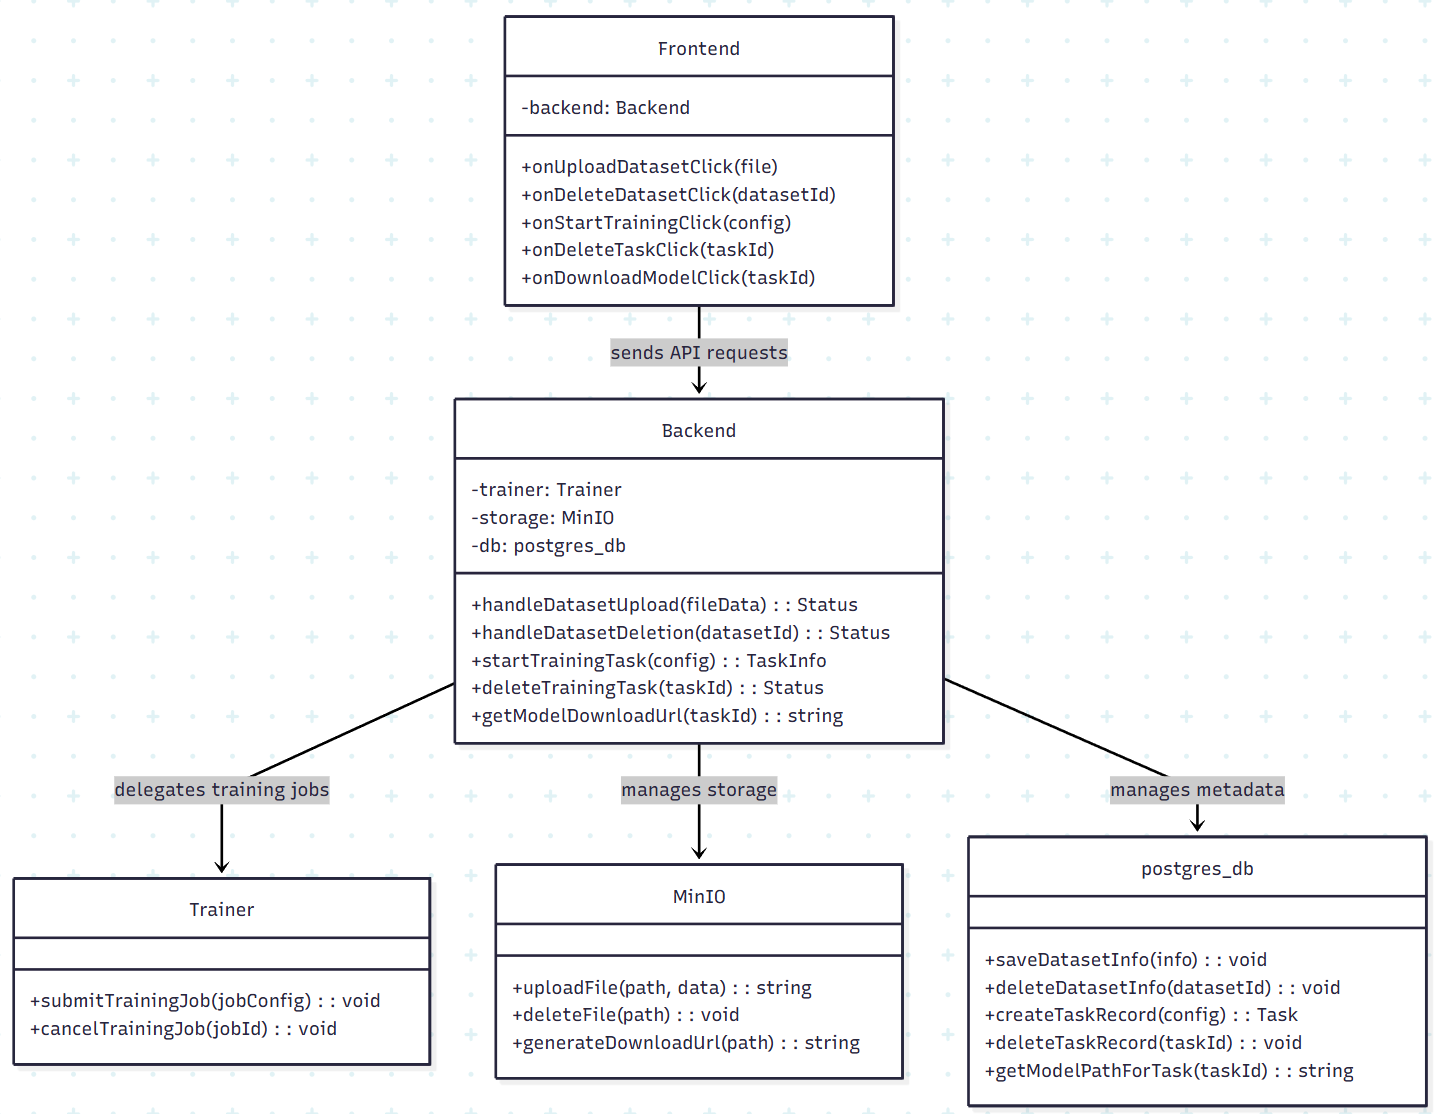 Frontend
-backend: Backend
+onUploadDatasetClick(file)
+onDeleteDatasetClick(datasetId)
+onStartTrainingClick(config)
+onDeleteTaskClick(taskId)
+onDownloadModelClick(taskId)
sends API requests
Backend
-trainer: Trainer
-storage: MinIO
-db: postgres_db
+handleDatasetUpload(fileData) : : Status
+handleDatasetDeletion(datasetId) : : Status
+startTrainingTask(config) : : TaskInfo
+deleteTrainingTask(taskId) : : Status
+getModelDownloadUrl(taskId) : : string
delegates training jobs
manages storage
manages metadata
Trainer
+submitTrainingJob(jobConfig) : : void
+cancelTrainingJob(jobId) : : void
MinIO
+uploadFile(path, data) : : string
+deleteFile(path) : : void
+generateDownloadUrl(path) : : string
postgres_db
+saveDatasetInfo(info) : : void
+deleteDatasetInfo(datasetId) : : void
+createTaskRecord(config) : : Task
+deleteTaskRecord(taskId) : : void
+getModelPathForTask(taskId) : : string